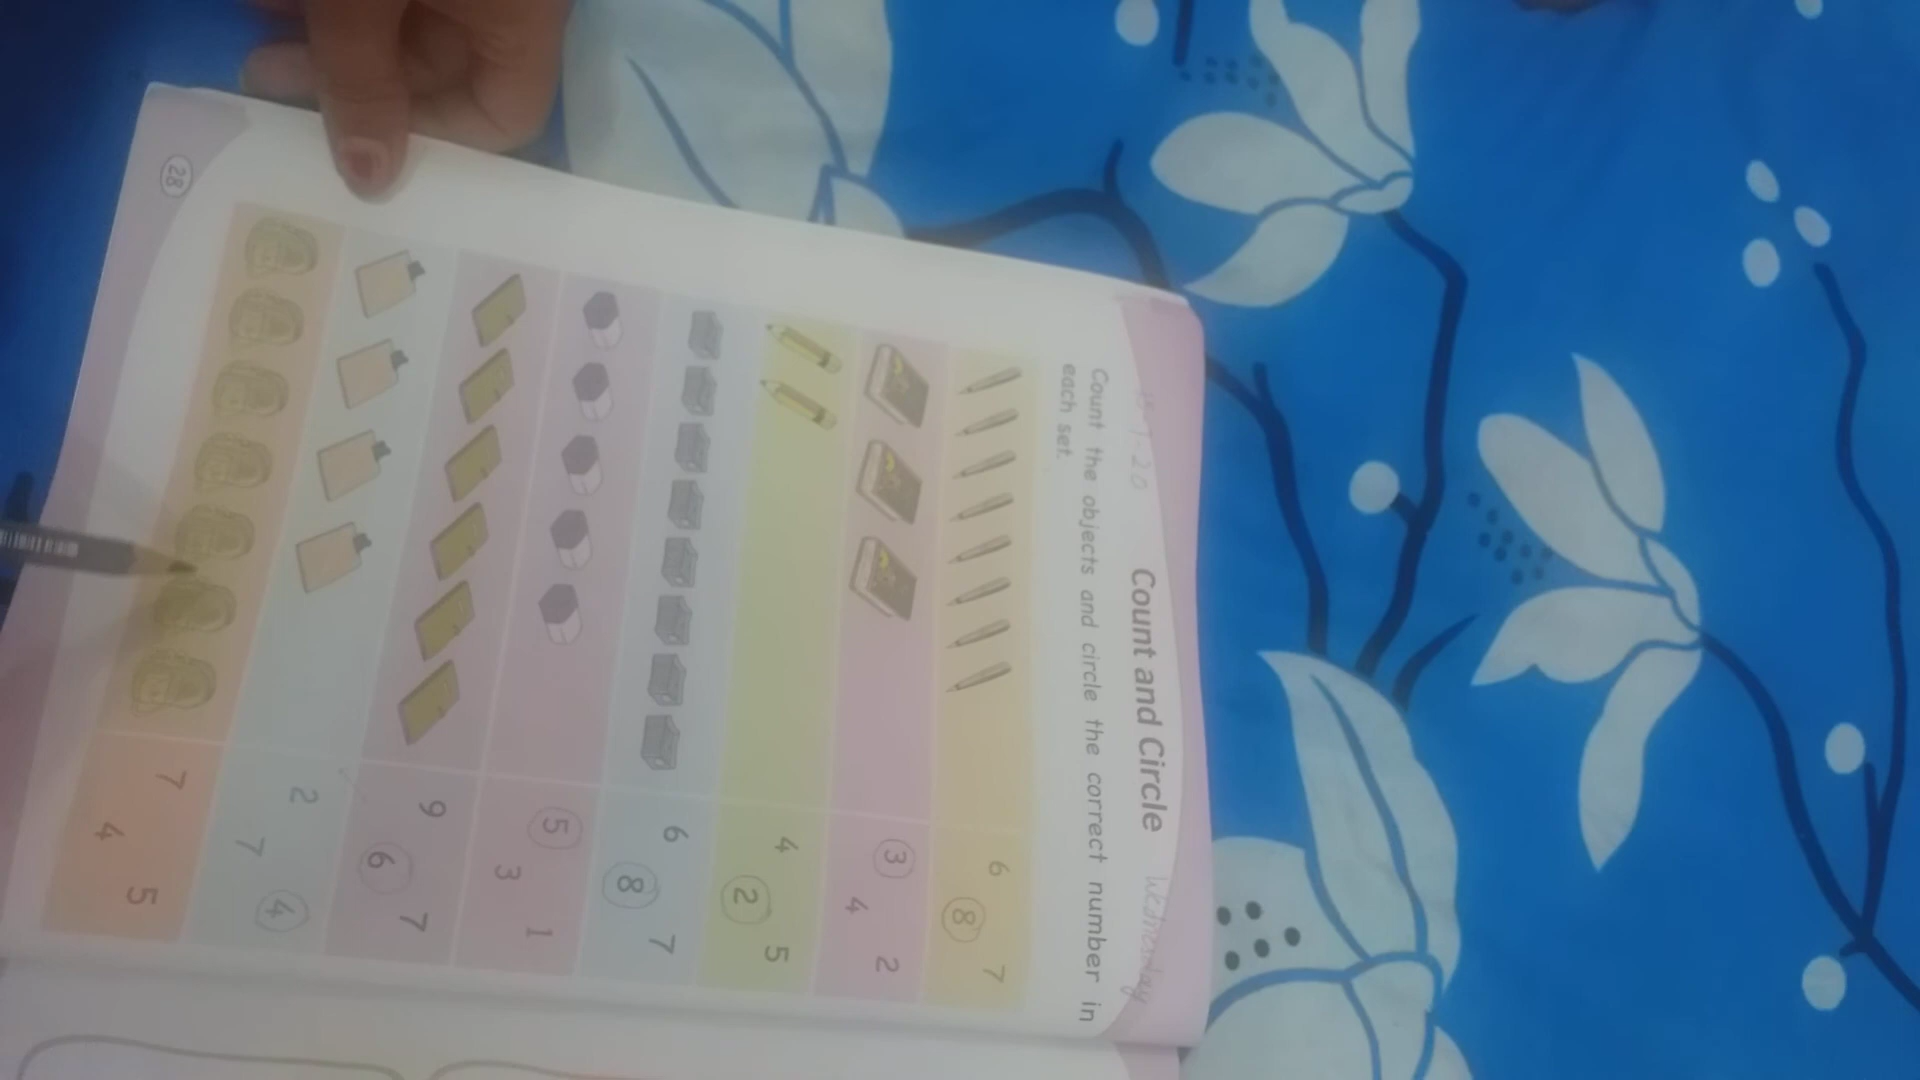 Count and Circle Wednesday
Count the objects and circle the correct number in
each set.
6 8 7
3 4 2
4 2 5
6 8 7
5 3 1
9 6 7
2 7 4
7 4 5
28